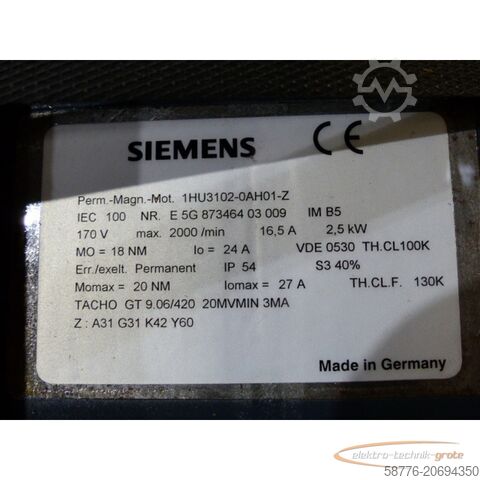 SIEMENS CE
Perm.-Magn.-Mot. 1HU3102-0AH01-Z
IEC 100 NR. E 5G 873464 03 009 IM B5
170 V max. 2000 /min 16,5 A 2,5 kW
MO = 18 NM Io = 24 A VDE 0530 TH.CL100K
Err./exelt. Permanent IP 54 S3 40%
Momax = 20 NM Iomax = 27 A TH.CL.F. 130K
TACHO GT 9.06/420 20MVMIN 3MA
Z : A31 G31 K42 Y60
Made in Germany
elektro-technik-grote
58776-20694350